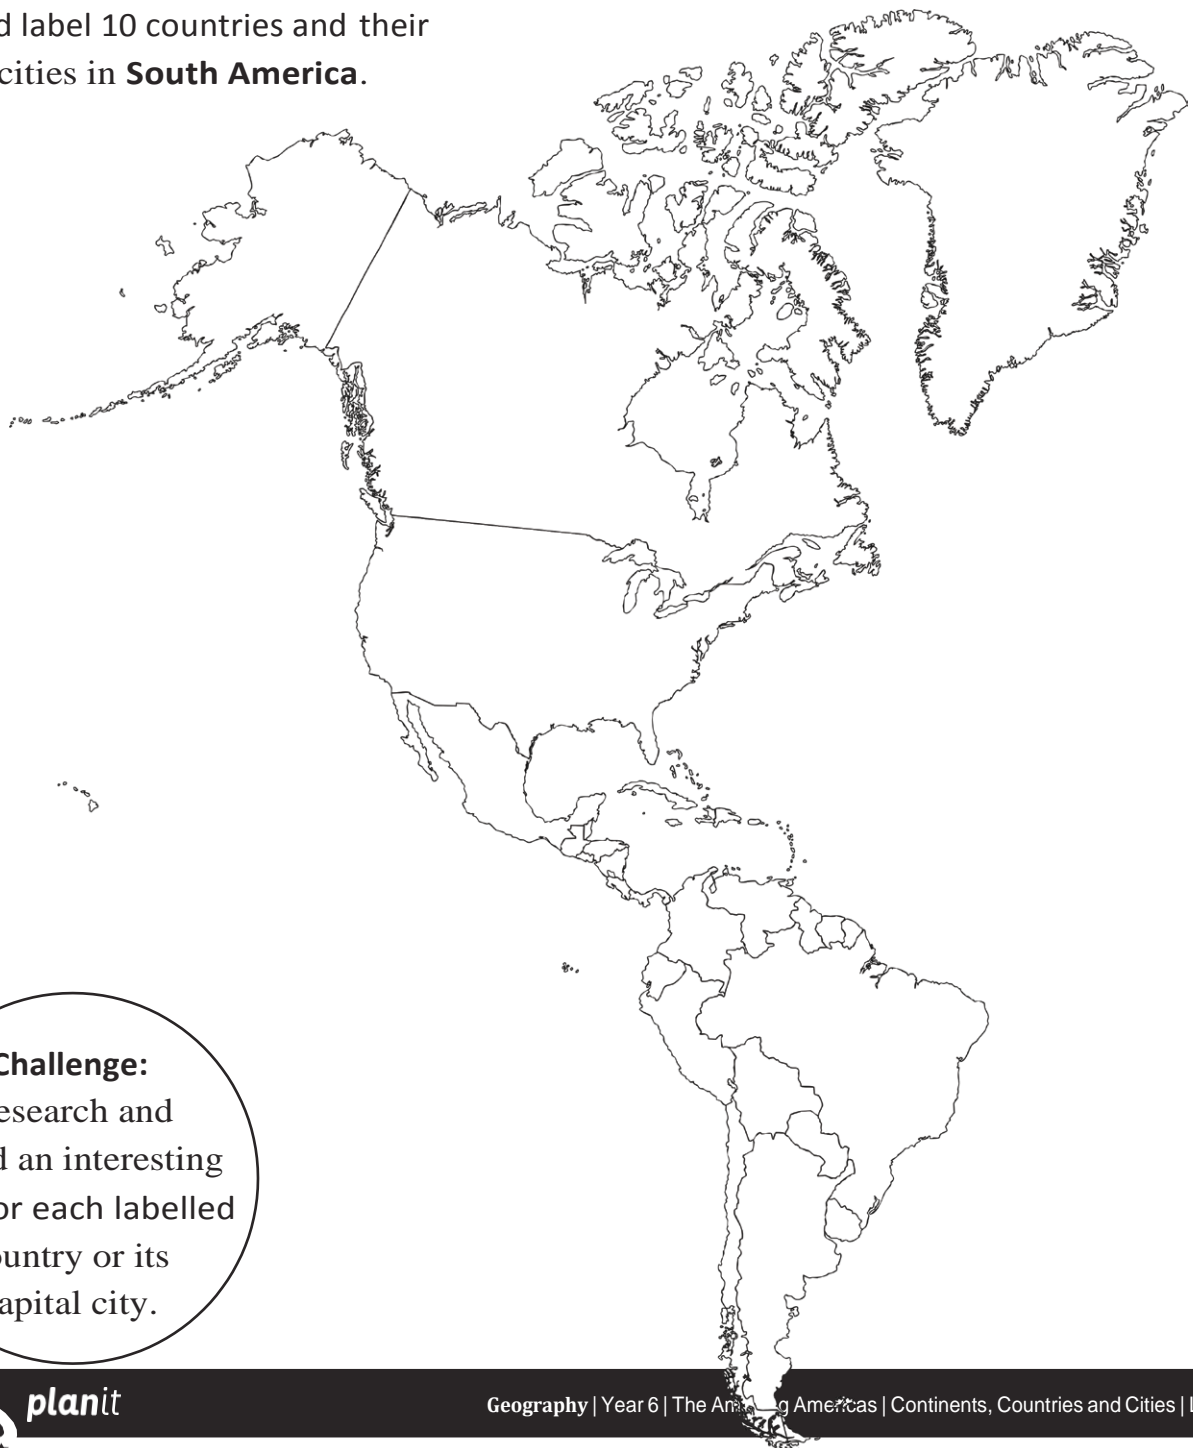 d label 10 countries and their
cities in South America.
Challenge:
esearch and
d an interesting
or each labelled
ountry or its
apital city.
planit
Geography | Year 6 | The Am g Americas | Continents, Countries and Cities | L